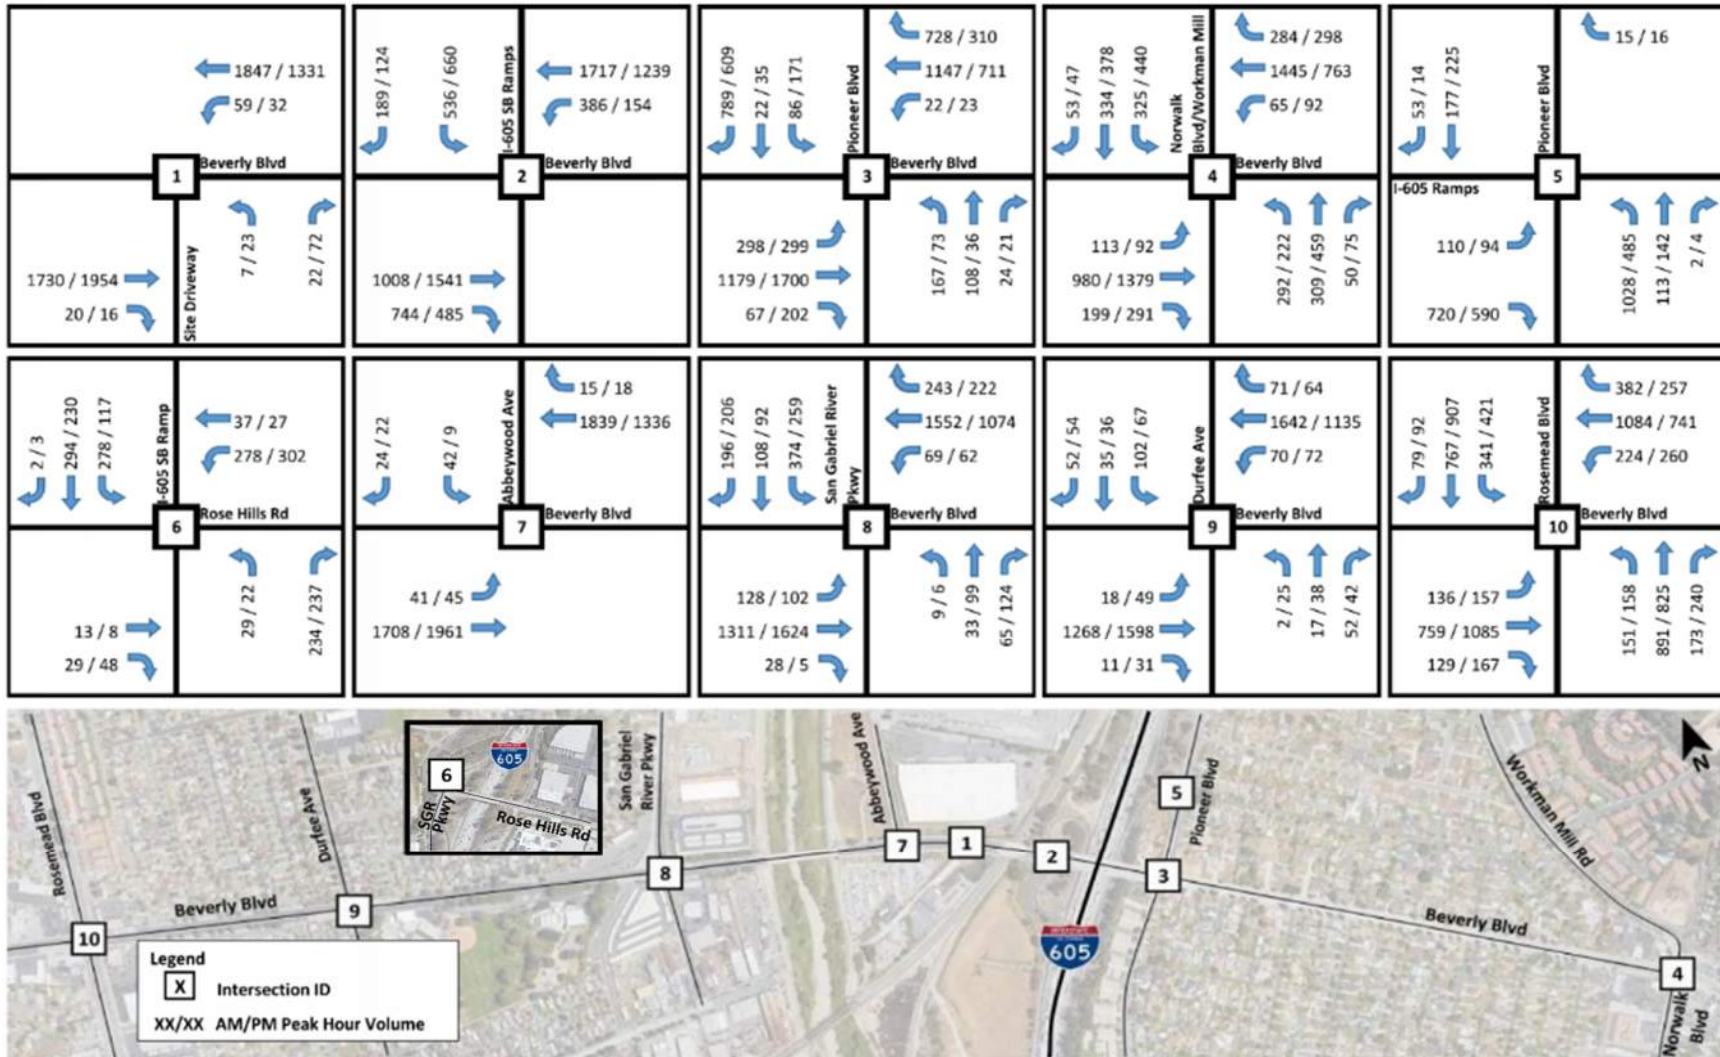 1847 / 1331
59 / 32
Beverly Blvd
1
1730 / 1954
20 / 16
Site Driveway
7 / 23
22 / 72
189 / 124
536 / 660
I-605 SB Ramps
1717 / 1239
386 / 154
Beverly Blvd
2
1008 / 1541
744 / 485
789 / 609
22 / 35
86 / 171
Pioneer Blvd
728 / 310
1147 / 711
22 / 23
Beverly Blvd
3
298 / 299
1179 / 1700
67 / 202
167 / 73
108 / 36
24 / 21
53 / 47
334 / 378
325 / 440
Norwalk
Blvd/Workman Mill
284 / 298
1445 / 763
65 / 92
Beverly Blvd
4
113 / 92
980 / 1379
199 / 291
292 / 222
309 / 459
50 / 75
53 / 14
177 / 225
Pioneer Blvd
15 / 16
I-605 Ramps
5
110 / 94
720 / 590
1028 / 485
113 / 142
2 / 4
2 / 3
294 / 230
278 / 117
I-605 SB Ramp
37 / 27
278 / 302
Rose Hills Rd
6
13 / 8
29 / 48
29 / 22
234 / 237
24 / 22
42 / 9
Abbeywood Ave
15 / 18
1839 / 1336
Beverly Blvd
7
41 / 45
1708 / 1961
196 / 206
108 / 92
374 / 259
San Gabriel River
Pkwy
243 / 222
1552 / 1074
69 / 62
Beverly Blvd
8
128 / 102
1311 / 1624
28 / 5
9 / 6
33 / 99
65 / 124
52 / 54
35 / 36
102 / 67
Durfee Ave
71 / 64
1642 / 1135
70 / 72
Beverly Blvd
9
18 / 49
1268 / 1598
11 / 31
2 / 25
17 / 38
52 / 42
79 / 92
767 / 907
341 / 421
Rosemead Blvd
382 / 257
1084 / 741
224 / 260
Beverly Blvd
10
136 / 157
759 / 1085
129 / 167
151 / 158
891 / 825
173 / 240
Rosemead Blvd
Durfee Ave
6
INTERSTATE
605
SGR
Pkwy
Rose Hills Rd
San Gabriel
River Pkwy
Abbeywood Ave
5
Pioneer Blvd
Workman Mill Rd
N
7
1
2
3
8
9
10
Beverly Blvd
Beverly Blvd
INTERSTATE
605
4
Norwalk
Blvd
Legend
X Intersection ID
XX/XX AM/PM Peak Hour Volume